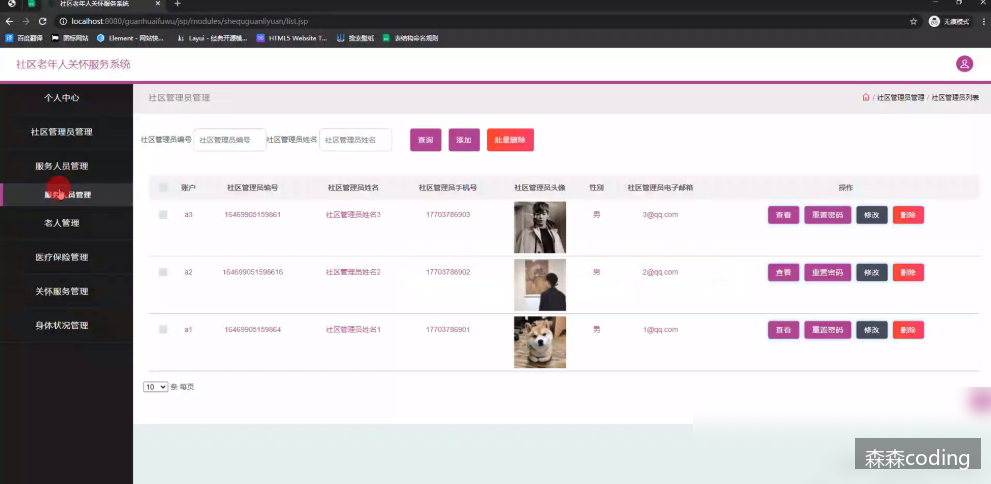 社区老年人关怀服务系统
localhost:8080/guanhuaifuwu/jsp/modules/shequguanliyuan/list.jsp
无痕模式
百度翻译 图标网站 Element - 网站快... Layui - 经典开源模... HTML5 Website T... 搜坐壁纸 表结构命名规则
社区老年人关怀服务系统
个人中心
社区管理员管理
服务人员管理
服务人员管理
老人管理
医疗保险管理
关怀服务管理
身体状况管理
社区管理员管理
/ 社区管理员管理 / 社区管理员列表
社区管理员编号 社区管理员编号 社区管理员姓名 社区管理员姓名 查询 添加 批量删除
账户 社区管理员编号 社区管理员姓名 社区管理员手机号 社区管理员头像 性别 社区管理员电子邮箱 操作
a3 16469905159861 社区管理员姓名3 17703786903 男 3@qq.com 查看 重置密码 修改 删除
a2 164699051596616 社区管理员姓名2 17703786902 男 2@qq.com 查看 重置密码 修改 删除
a1 16469905159864 社区管理员姓名1 17703786901 男 1@qq.com 查看 重置密码 修改 删除
10 条 每页
森森coding